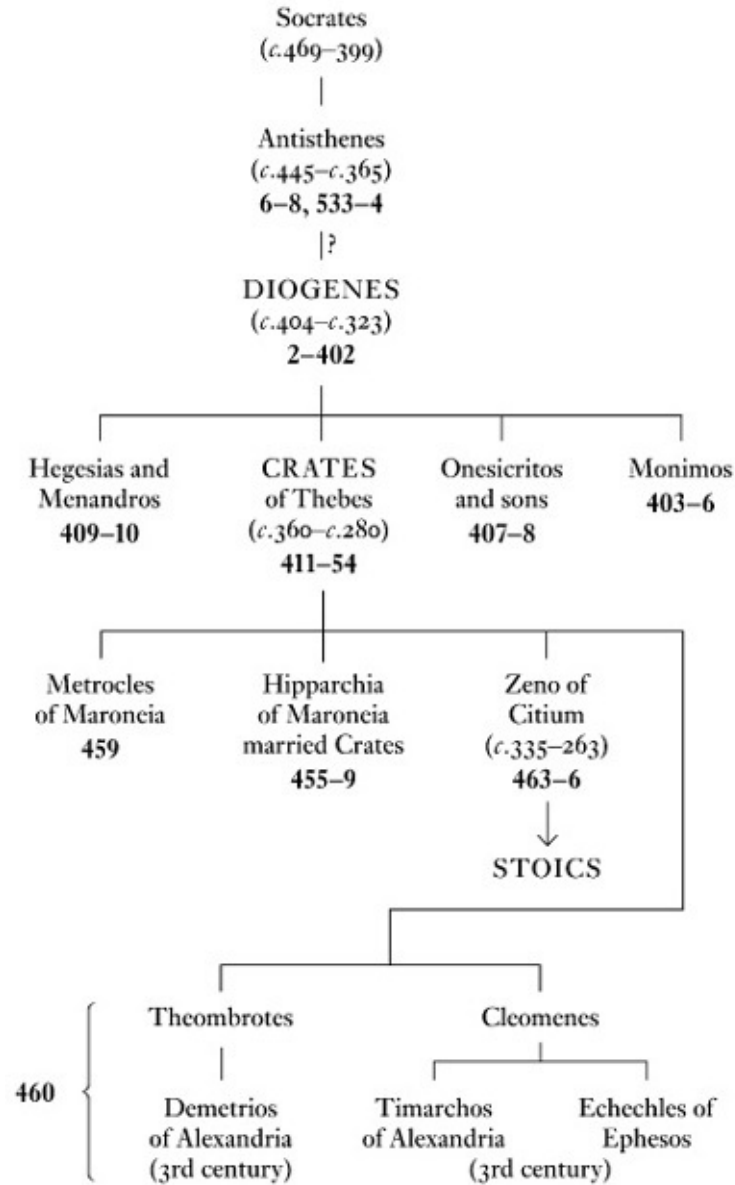 Socrates
(c.469–399)
Antisthenes
(c.445–c.365)
6–8, 533–4
?
DIOGENES
(c.404–c.323)
2–402
Hegesias and
Menandros
409–10
CRATES
of Thebes
(c.360–c.280)
411–54
Onesicritos
and sons
407–8
Monimos
403–6
Metrocles
of Maroneia
459
Hipparchia
of Maroneia
married Crates
455–9
Zeno of
Citium
(c.335–263)
463–6
STOICS
460
Theombrotes
Cleomenes
Demetrios
of Alexandria
(3rd century)
Timarchos
of Alexandria
Echechles of
Ephesos
(3rd century)